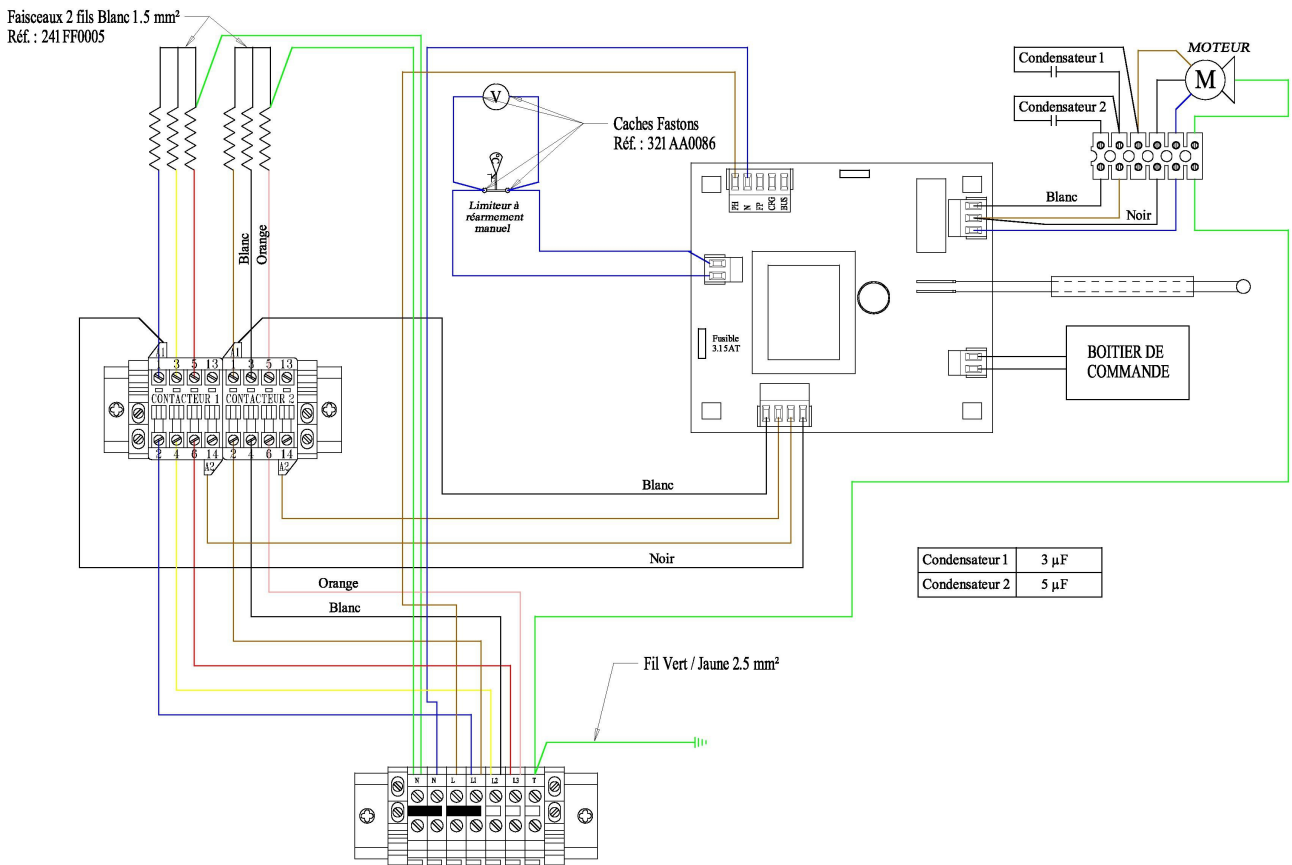 Faisceaux 2 fils Blanc 1.5 mm²
Réf. : 241FF0005
Condensateur 1
Condensateur 2
MOTEUR
M
V
Caches Fastons
Réf. : 321AA0086
Limiteur à
réarmement
manuel
PH
N
FP
CPG
BUS
Blanc
Noir
Blanc
Orange
Fusible
3.15AT
BOITIER DE
COMMANDE
A1 3 5 13 A1 1 3 5 13
CONTACTEUR 1 CONTACTEUR 2
2 4 6 14 2 4 6 14
A2 A2
Blanc
Noir
Orange
Blanc
Condensateur 1 3 µF
Condensateur 2 5 µF
Fil Vert / Jaune 2.5 mm²
N N L L1 L2 L3 T